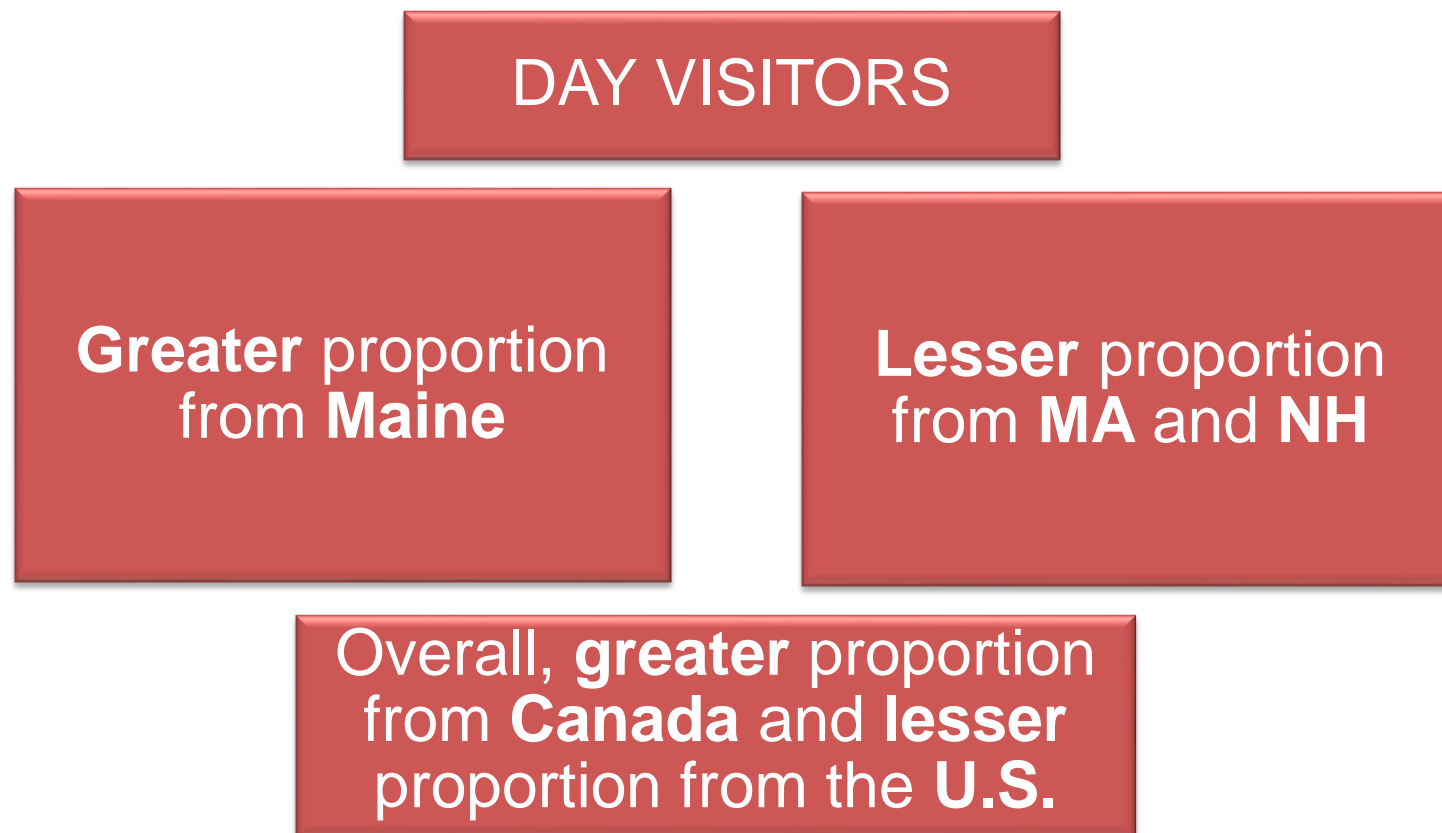 DAY VISITORS
Greater proportion
from Maine
Lesser proportion
from MA and NH
Overall, greater proportion
from Canada and lesser
proportion from the U.S.